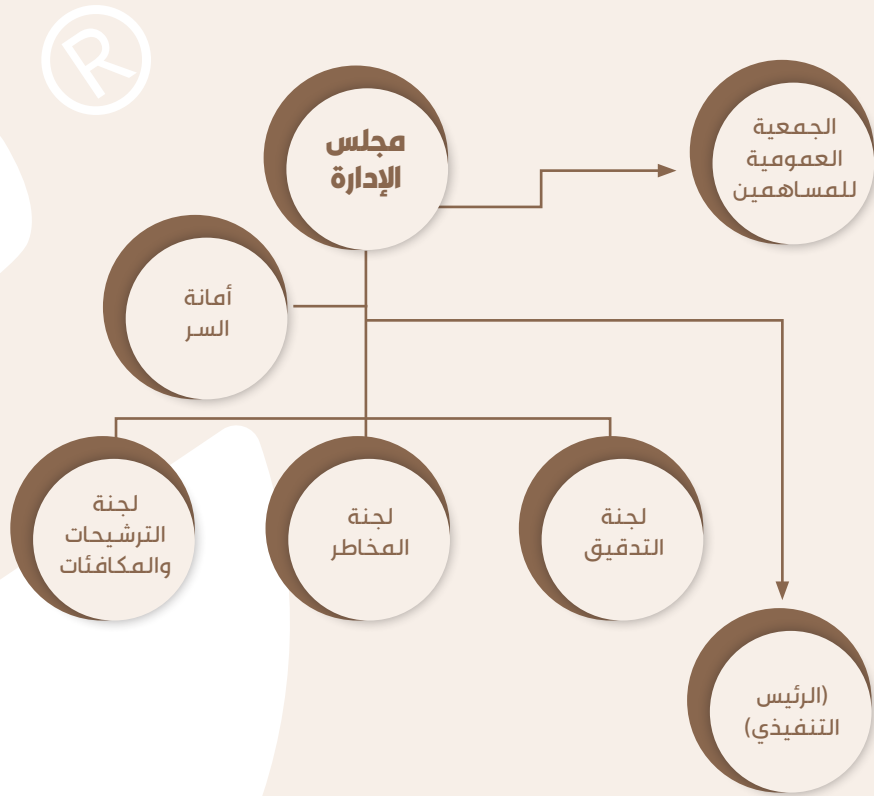 ®
الجمعية
العمومية
للمساهمين
مجلس
الإدارة
أمانة
السر
لجنة
التدقيق
لجنة
المخاطر
لجنة
الترشيحات
والمكافئات
(الرئيس
التنفيذي)